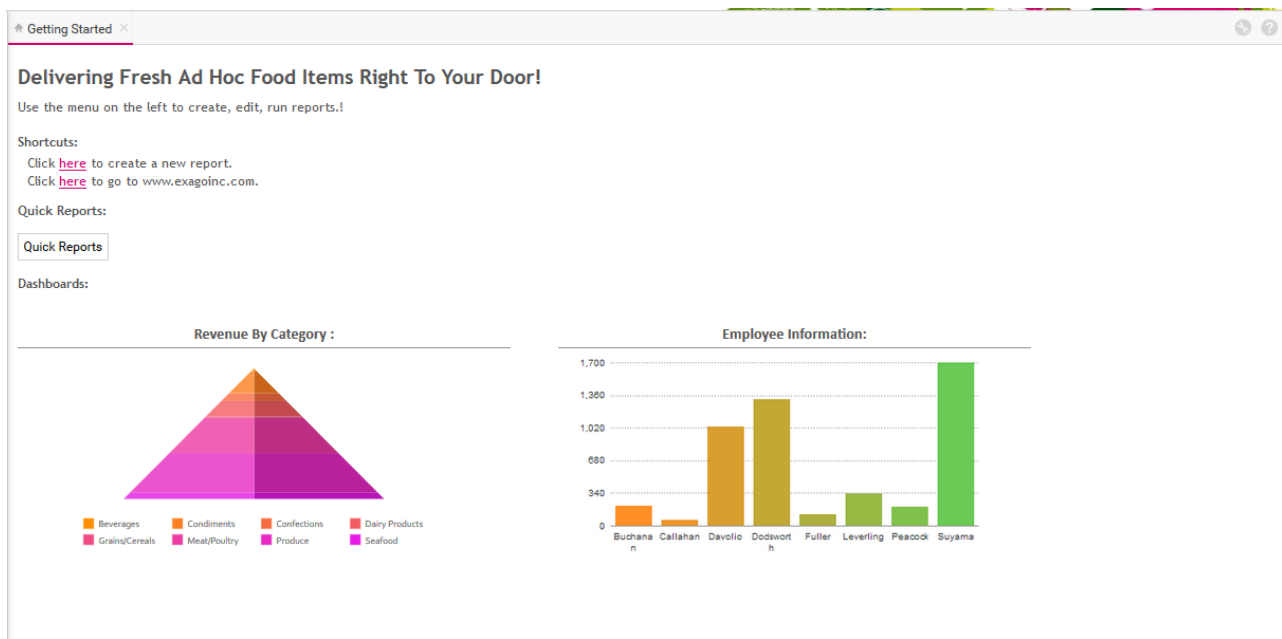 Getting Started
Delivering Fresh Ad Hoc Food Items Right To Your Door!
Use the menu on the left to create, edit, run reports.!
Shortcuts:
Click here to create a new report.
Click here to go to www.exagoinc.com.
Quick Reports:
Quick Reports
Dashboards:
Revenue By Category :
Beverages Condiments Confections Dairy Products
Grains/Cereals Meat/Poultry Produce Seafood
Employee Information:
1,700
1,360
1,020
680
340
0
Buchana Callahan Davolio Dodswort Fuller Leverling Peacock Suyama
n h